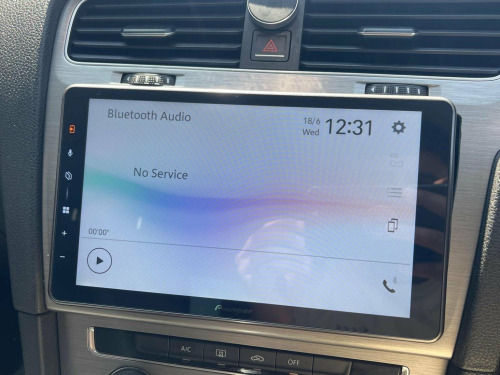 Bluetooth Audio
18/6
Wed
12:31
No Service
00'00"
A/C
OFF